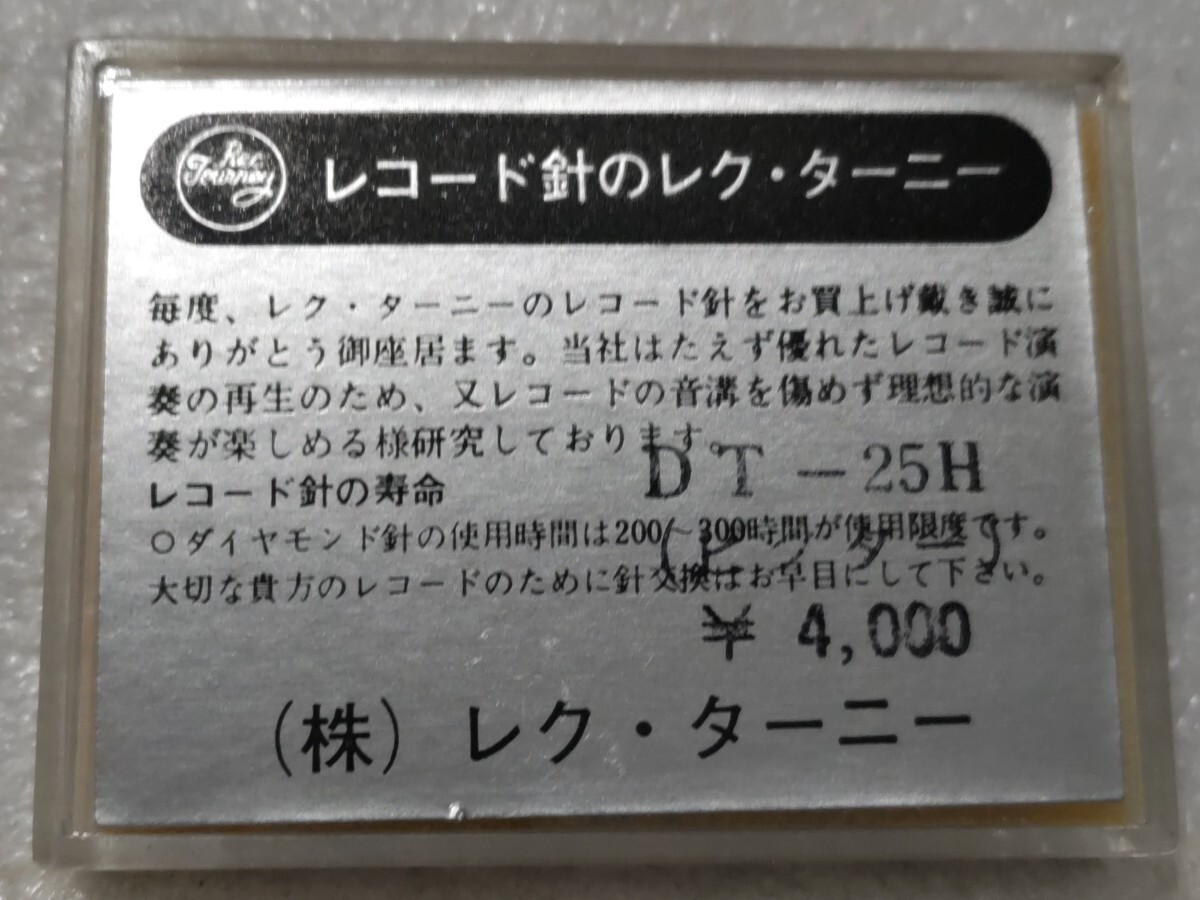 Rec
Tourney
レコード針のレク・ターニー
毎度、レク・ターニーのレコード針をお買上げ戴き誠に
ありがとう御座居ます。当社はたえず優れたレコード演
奏の再生のため、又レコードの音溝を傷めず理想的な演
奏が楽しめる様研究しております
DT-25H
レコード針の寿命
○ダイヤモンド針の使用時間は200～300時間が使用限度です。
大切な貴方のレコードのために針交換はお早目にして下さい。
¥ 4,000
(株) レク・ターニー